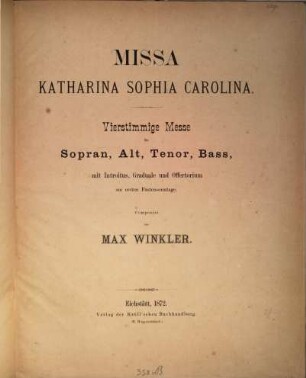 MISSA
KATHARINA SOPHIA CAROLINA.
Vierstimmige Messe
für
Sopran, Alt, Tenor, Bass,
mit Introitus, Graduale und Offertorium
am ersten Fastensonntage.
Componirt
von
MAX WINKLER.
Eichstätt, 1872.
Verlag der Krüll'schen Buchhandlung.